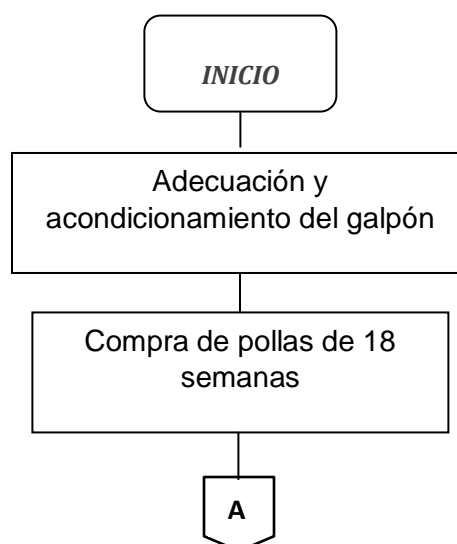 INICIO
Adecuación y
acondicionamiento del galpón
Compra de pollas de 18
semanas
A